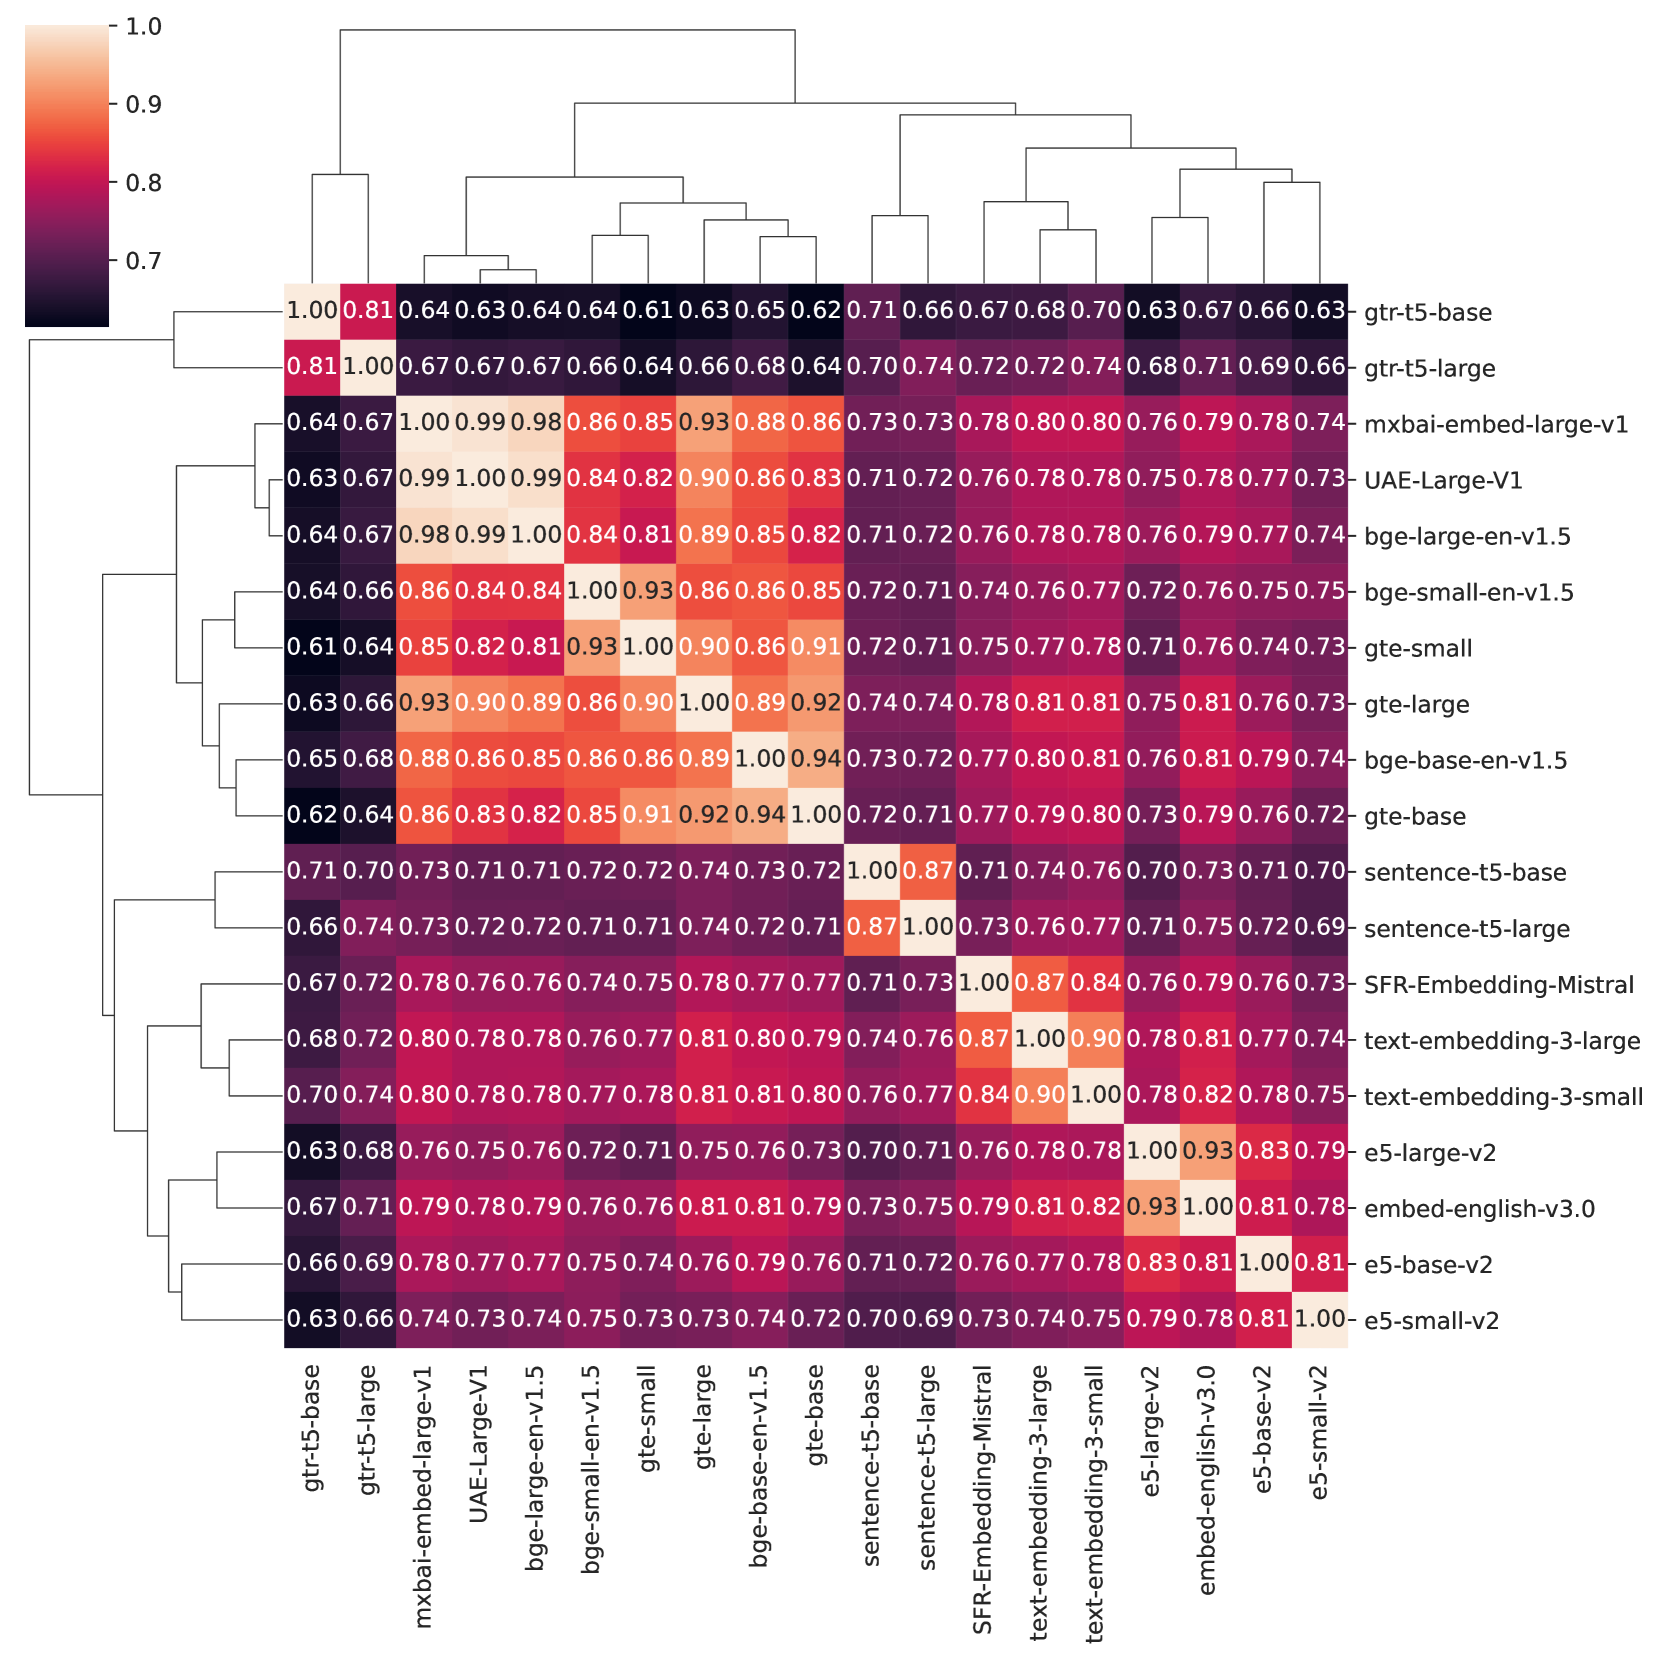 1.0
0.9
0.8
0.7
1.00 0.81 0.64 0.63 0.64 0.64 0.61 0.63 0.65 0.62 0.71 0.66 0.67 0.68 0.70 0.63 0.67 0.66 0.63 gtr-t5-base
0.81 1.00 0.67 0.67 0.67 0.66 0.64 0.66 0.68 0.64 0.70 0.74 0.72 0.72 0.74 0.68 0.71 0.69 0.66 gtr-t5-large
0.64 0.67 1.00 0.99 0.98 0.86 0.85 0.93 0.88 0.86 0.73 0.73 0.78 0.80 0.80 0.76 0.79 0.78 0.74 mxbai-embed-large-v1
0.63 0.67 0.99 1.00 0.99 0.84 0.82 0.90 0.86 0.83 0.71 0.72 0.76 0.78 0.78 0.75 0.78 0.77 0.73 UAE-Large-V1
0.64 0.67 0.98 0.99 1.00 0.84 0.81 0.89 0.85 0.82 0.71 0.72 0.76 0.78 0.78 0.76 0.79 0.77 0.74 bge-large-en-v1.5
0.64 0.66 0.86 0.84 0.84 1.00 0.93 0.86 0.86 0.85 0.72 0.71 0.74 0.76 0.77 0.72 0.76 0.75 0.75 bge-small-en-v1.5
0.61 0.64 0.85 0.82 0.81 0.93 1.00 0.90 0.86 0.91 0.72 0.71 0.75 0.77 0.78 0.71 0.76 0.74 0.73 gte-small
0.63 0.66 0.93 0.90 0.89 0.86 0.90 1.00 0.89 0.92 0.74 0.74 0.78 0.81 0.81 0.75 0.81 0.76 0.73 gte-large
0.65 0.68 0.88 0.86 0.85 0.86 0.86 0.89 1.00 0.94 0.73 0.72 0.77 0.80 0.81 0.76 0.81 0.79 0.74 bge-base-en-v1.5
0.62 0.64 0.86 0.83 0.82 0.85 0.91 0.92 0.94 1.00 0.72 0.71 0.77 0.79 0.80 0.73 0.79 0.76 0.72 gte-base
0.71 0.70 0.73 0.71 0.71 0.72 0.72 0.74 0.73 0.72 1.00 0.87 0.71 0.74 0.76 0.70 0.73 0.71 0.70 sentence-t5-base
0.66 0.74 0.73 0.72 0.72 0.71 0.71 0.74 0.72 0.71 0.87 1.00 0.73 0.76 0.77 0.71 0.75 0.72 0.69 sentence-t5-large
0.67 0.72 0.78 0.76 0.76 0.74 0.75 0.78 0.77 0.77 0.71 0.73 1.00 0.87 0.84 0.76 0.79 0.76 0.73 SFR-Embedding-Mistral
0.68 0.72 0.80 0.78 0.78 0.76 0.77 0.81 0.80 0.79 0.74 0.76 0.87 1.00 0.90 0.78 0.81 0.77 0.74 text-embedding-3-large
0.70 0.74 0.80 0.78 0.78 0.77 0.78 0.81 0.81 0.80 0.76 0.77 0.84 0.90 1.00 0.78 0.82 0.78 0.75 text-embedding-3-small
0.63 0.68 0.76 0.75 0.76 0.72 0.71 0.75 0.76 0.73 0.70 0.71 0.76 0.78 0.78 1.00 0.93 0.83 0.79 e5-large-v2
0.67 0.71 0.79 0.78 0.79 0.76 0.76 0.81 0.81 0.79 0.73 0.75 0.79 0.81 0.82 0.93 1.00 0.81 0.78 embed-english-v3.0
0.66 0.69 0.78 0.77 0.77 0.75 0.74 0.76 0.79 0.76 0.71 0.72 0.76 0.77 0.78 0.83 0.81 1.00 0.81 e5-base-v2
0.63 0.66 0.74 0.73 0.74 0.75 0.73 0.73 0.74 0.72 0.70 0.69 0.73 0.74 0.75 0.79 0.78 0.81 1.00 e5-small-v2
gtr-t5-base
gtr-t5-large
mxbai-embed-large-v1
UAE-Large-V1
bge-large-en-v1.5
bge-small-en-v1.5
gte-small
gte-large
bge-base-en-v1.5
gte-base
sentence-t5-base
sentence-t5-large
SFR-Embedding-Mistral
text-embedding-3-large
text-embedding-3-small
e5-large-v2
embed-english-v3.0
e5-base-v2
e5-small-v2